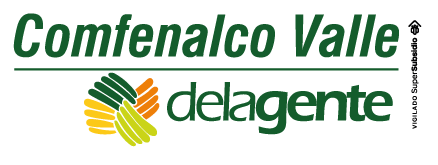 Comfenalco Valle
delagente
VIGILADO SuperSubsidio